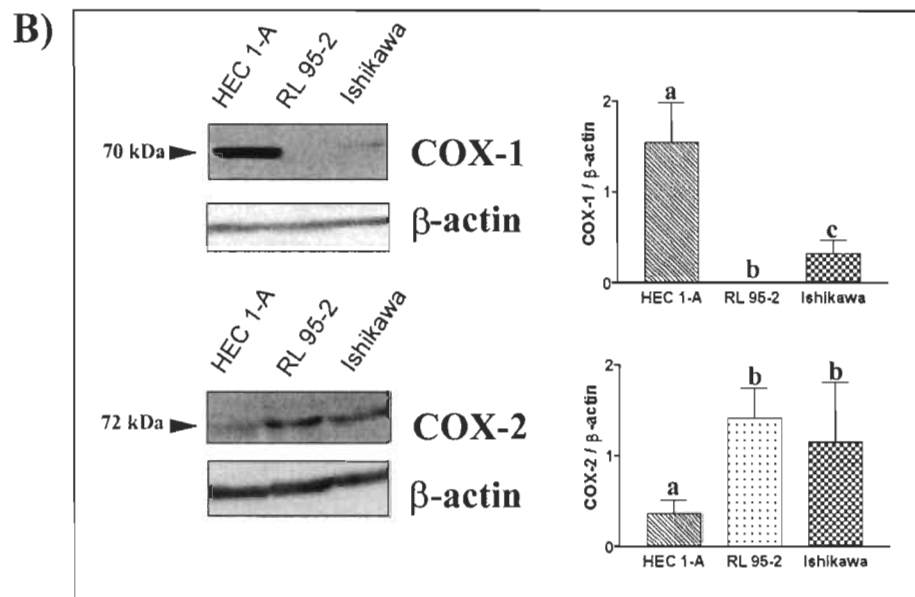 B)
HEC 1-A
RL 95-2
Ishikawa
70 kDa
COX-1
β-actin
2
1
0
COX-1 / β-actin
a
b
c
HEC 1-A RL 95-2 Ishikawa
HEC 1-A
RL 95-2
Ishikawa
72 kDa
COX-2
β-actin
2
1
0
COX-2 / β-actin
a
b
b
HEC 1-A RL 95-2 Ishikawa